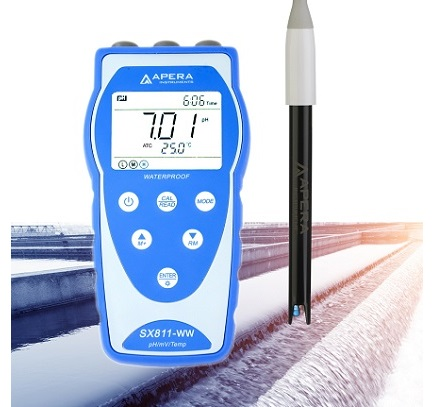 APERA
INSTRUMENTS
pH
6:06 Time
7.01 pH
ATC 25.0 °C
L M H
WATERPROOF
CAL
READ
MODE
M+
RM
ENTER
SX811-WW
pH/mV/Temp
APERA